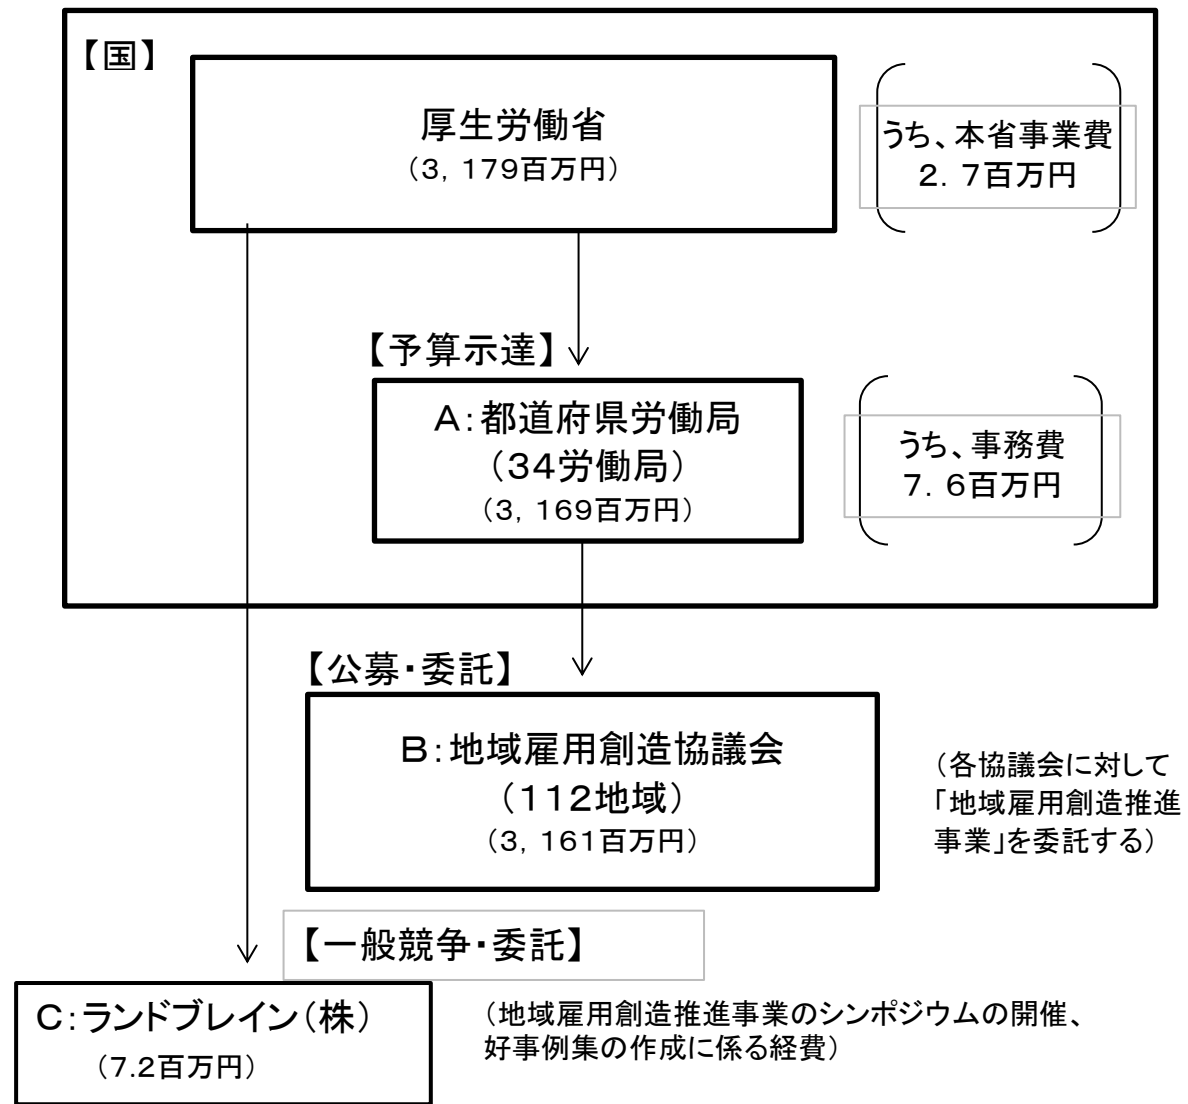 【国】
厚生労働省
（3，179百万円）
うち、本省事業費
2．7百万円
【予算示達】
A：都道府県労働局
（34労働局）
（3，169百万円）
うち、事務費
7．6百万円
【公募・委託】
B：地域雇用創造協議会
（112地域）
（3，161百万円）
（各協議会に対して
「地域雇用創造推進
事業」を委託する）
【一般競争・委託】
C：ランドブレイン（株）
（7.2百万円）
（地域雇用創造推進事業のシンポジウムの開催、
好事例集の作成に係る経費）